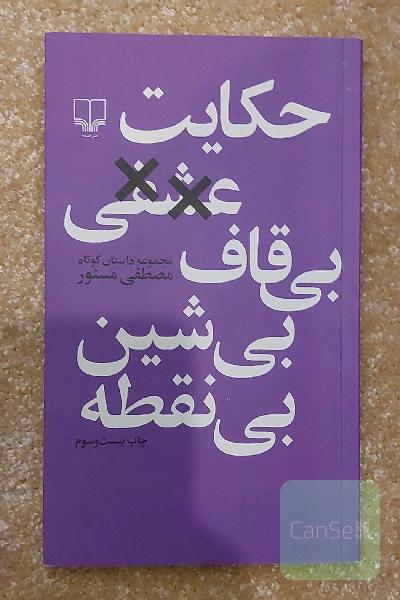 حکایت
عشقی
بی‌قاف
مجموعه داستان کوتاه
مصطفی مستور
بی‌شین
بی‌نقطه
چاپ بیست‌وسوم
CanSell